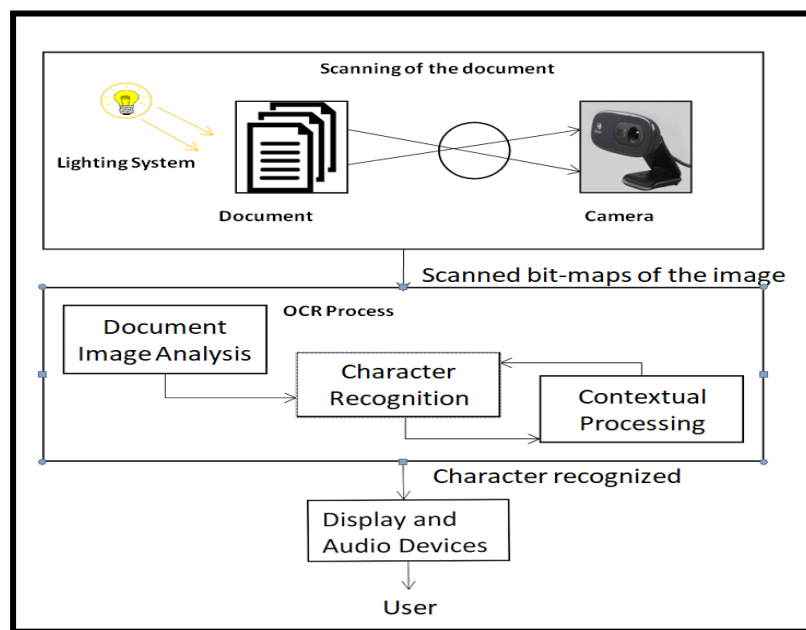 Scanning of the document
Lighting System
Document
Camera
Scanned bit-maps of the image
OCR Process
Document
Image Analysis
Character
Recognition
Contextual
Processing
Character recognized
Display and
Audio Devices
User